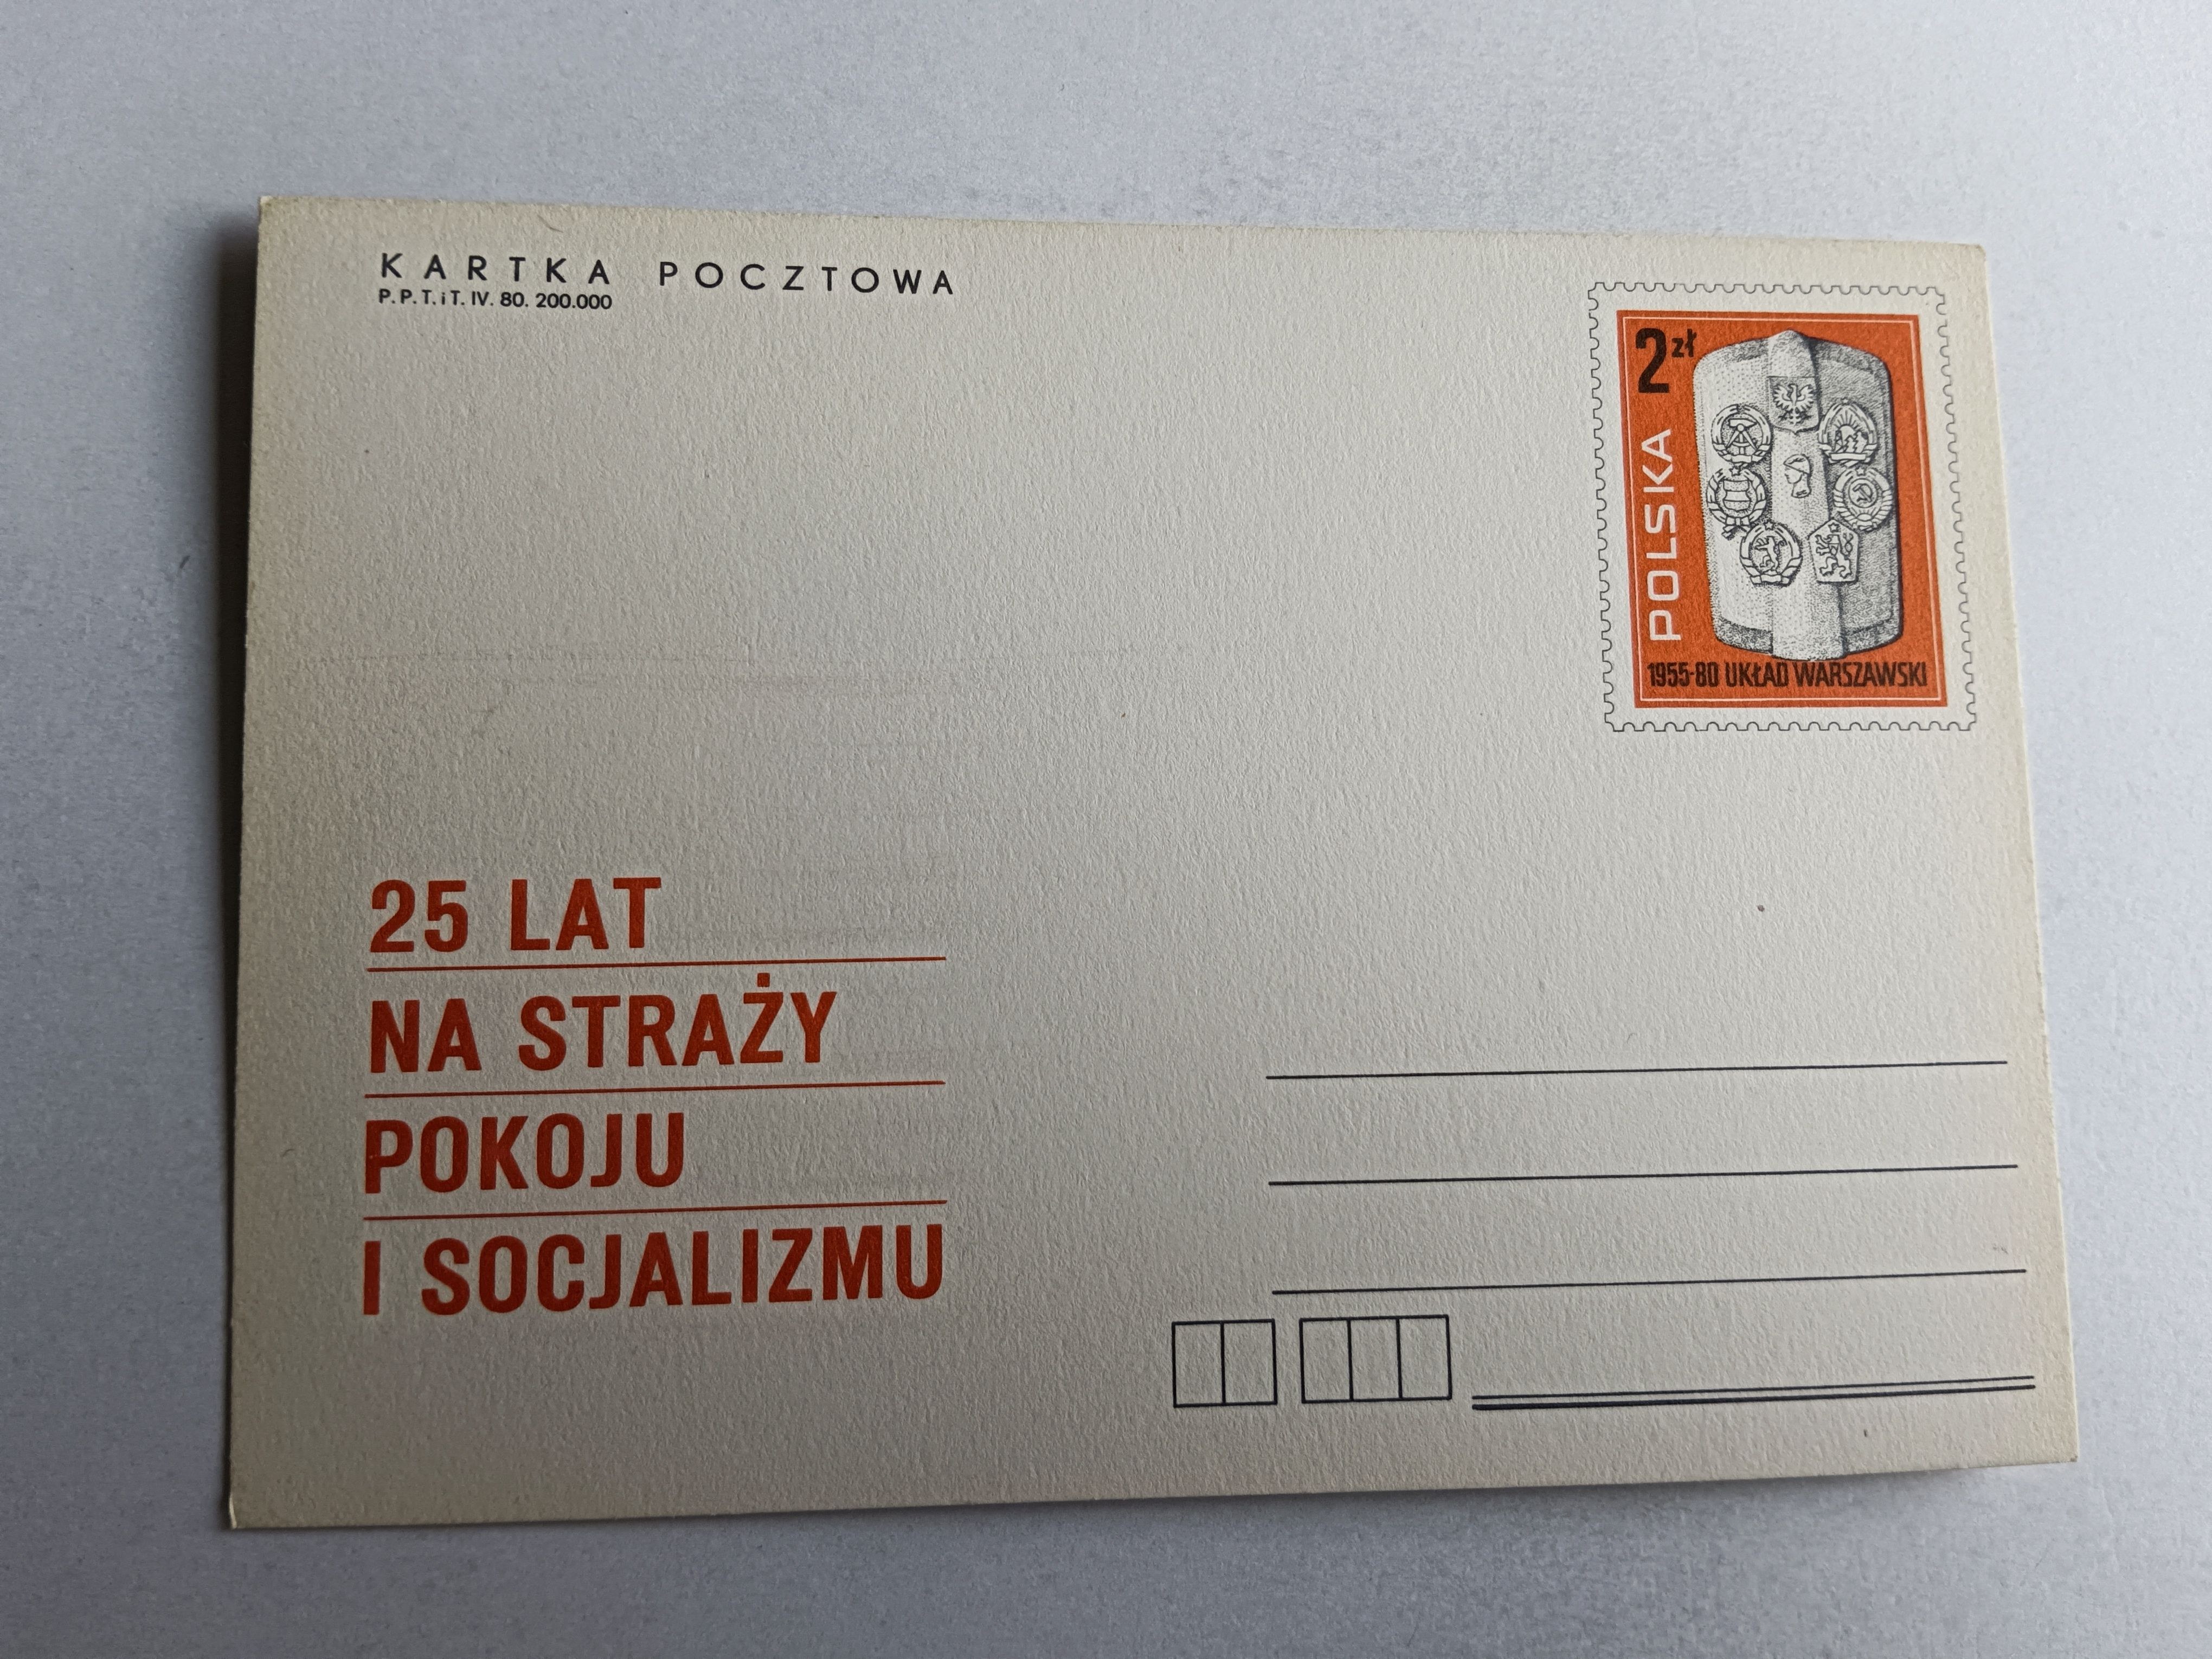 KARTKA POCZTOWA
P.P.T.iT. IV. 80. 200.000
2 zł
POLSKA
1955-80 UKŁAD WARSZAWSKI
25 LAT
NA STRAŻY
POKOJU
I SOCJALIZMU